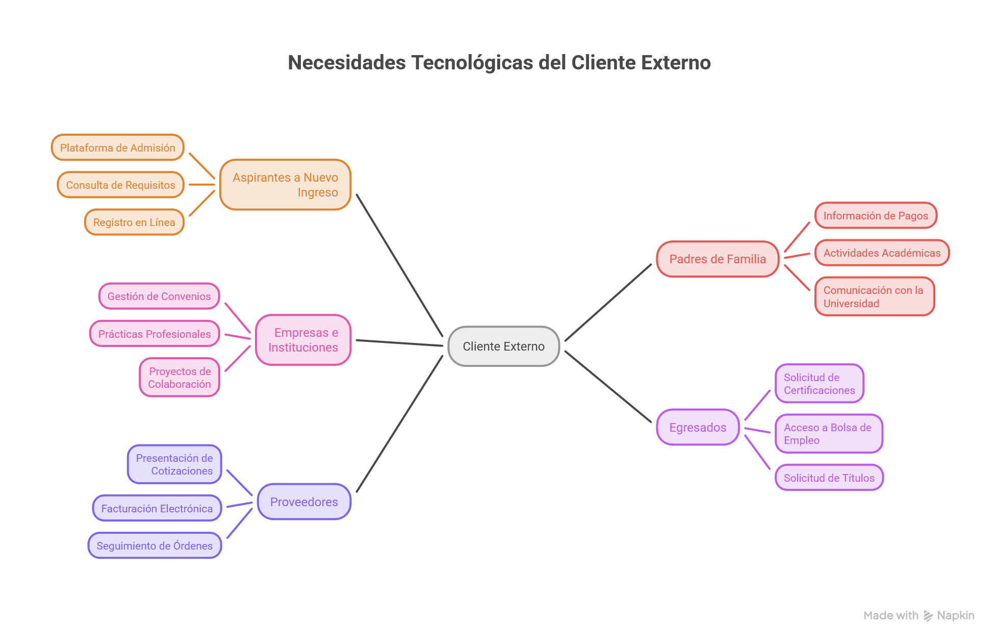 Necesidades Tecnológicas del Cliente Externo
Plataforma de Admisión
Consulta de Requisitos
Registro en Línea
Aspirantes a Nuevo
Ingreso
Gestión de Convenios
Prácticas Profesionales
Proyectos de
Colaboración
Empresas e
Instituciones
Presentación de
Cotizaciones
Facturación Electrónica
Seguimiento de Órdenes
Proveedores
Cliente Externo
Padres de Familia
Información de Pagos
Actividades Académicas
Comunicación con la
Universidad
Egresados
Solicitud de
Certificaciones
Acceso a Bolsa de
Empleo
Solicitud de Títulos
Made with Napkin